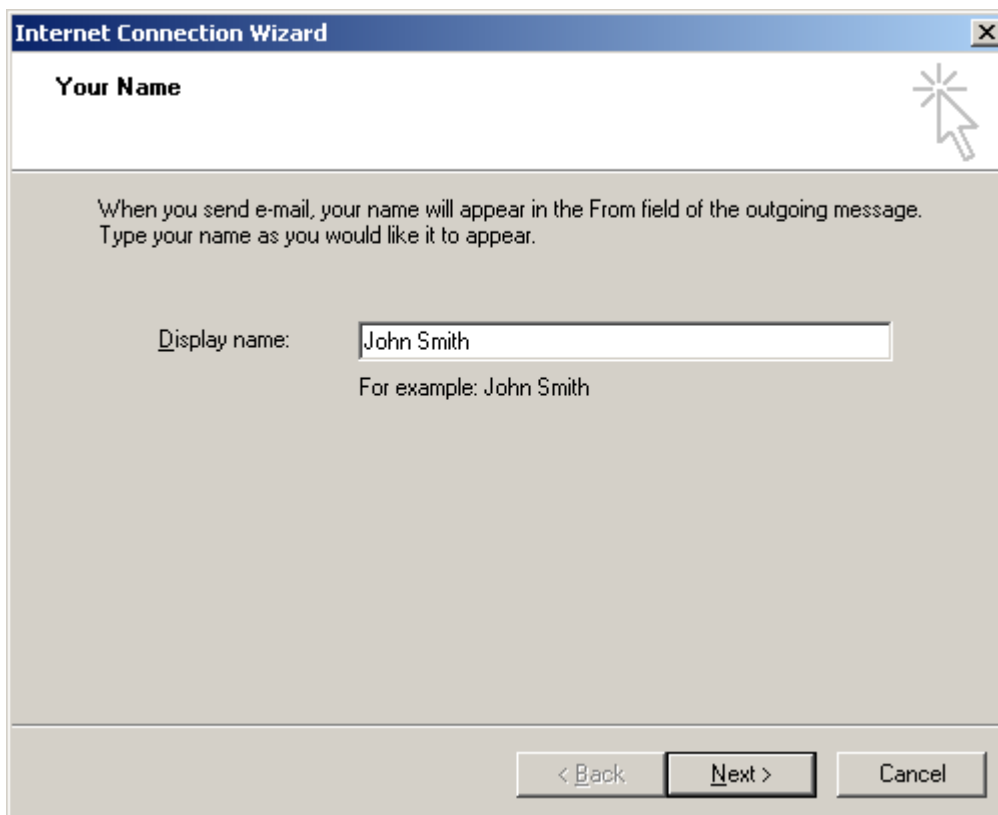 Internet Connection Wizard
Your Name
When you send e-mail, your name will appear in the From field of the outgoing message.
Type your name as you would like it to appear.
Display name: John Smith
For example: John Smith
< Back Next > Cancel